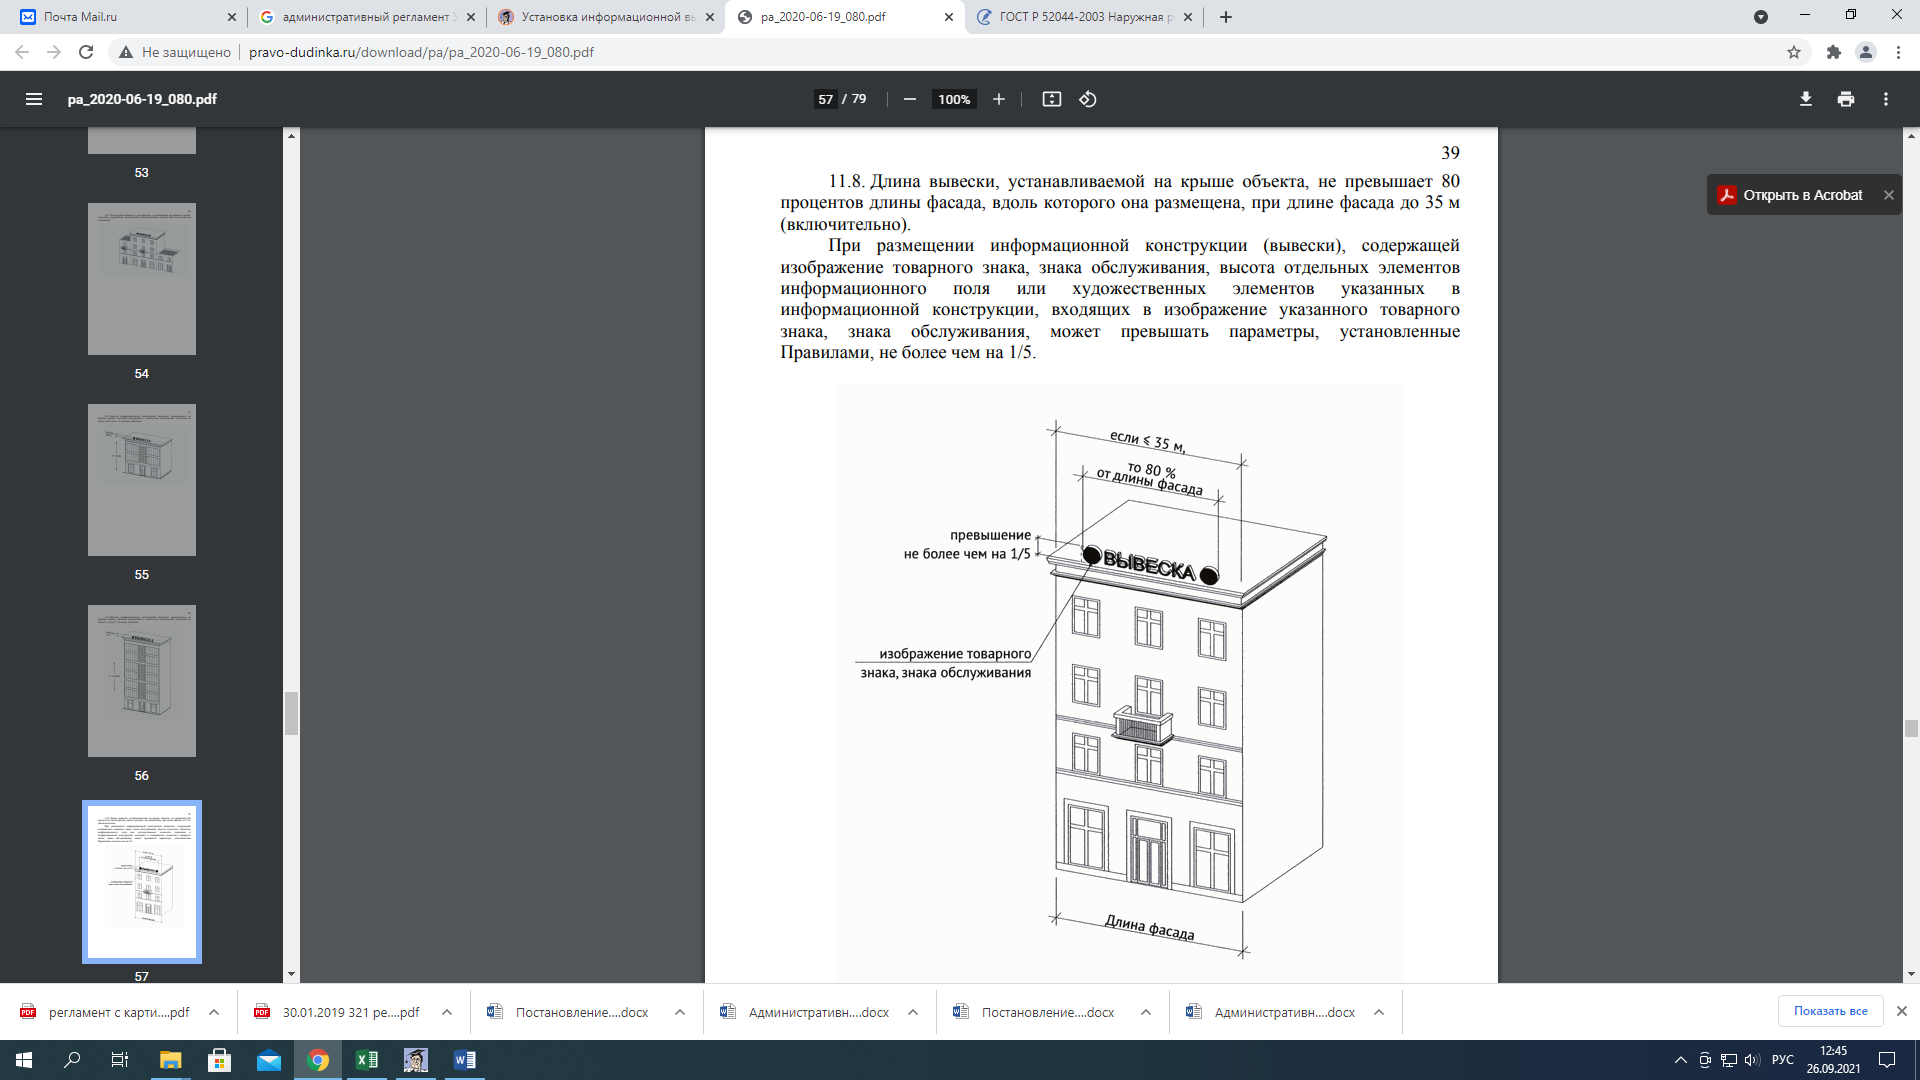 Почта Mail.ru
административный регламент У
Установка информационной вы
pa_2020-06-19_080.pdf
ГОСТ Р 52044-2003 Наружная р
Не защищено
pravo-dudinka.ru/download/pa/pa_2020-06-19_080.pdf
pa_2020-06-19_080.pdf
57 / 79
100%
Открыть в Acrobat
53
54
55
56
57
39
11.8. Длина вывески, устанавливаемой на крыше объекта, не превышает 80
процентов длины фасада, вдоль которого она размещена, при длине фасада до 35 м
(включительно).
При размещении информационной конструкции (вывески), содержащей
изображение товарного знака, знака обслуживания, высота отдельных элементов
информационного поля или художественных элементов указанных в
информационной конструкции, входящих в изображение указанного товарного
знака, знака обслуживания, может превышать параметры, установленные
Правилами, не более чем на 1/5.
если ≤ 35 м,
то 80 %
от длины фасада
превышение
не более чем на 1/5
ВЫВЕСКА
изображение товарного
знака, знака обслуживания
Длина фасада
регламент с карти....pdf
30.01.2019 321 ре....pdf
Постановление....docx
Административн....docx
Постановление....docx
Административн....docx
Показать все
РУС
12:45
26.09.2021